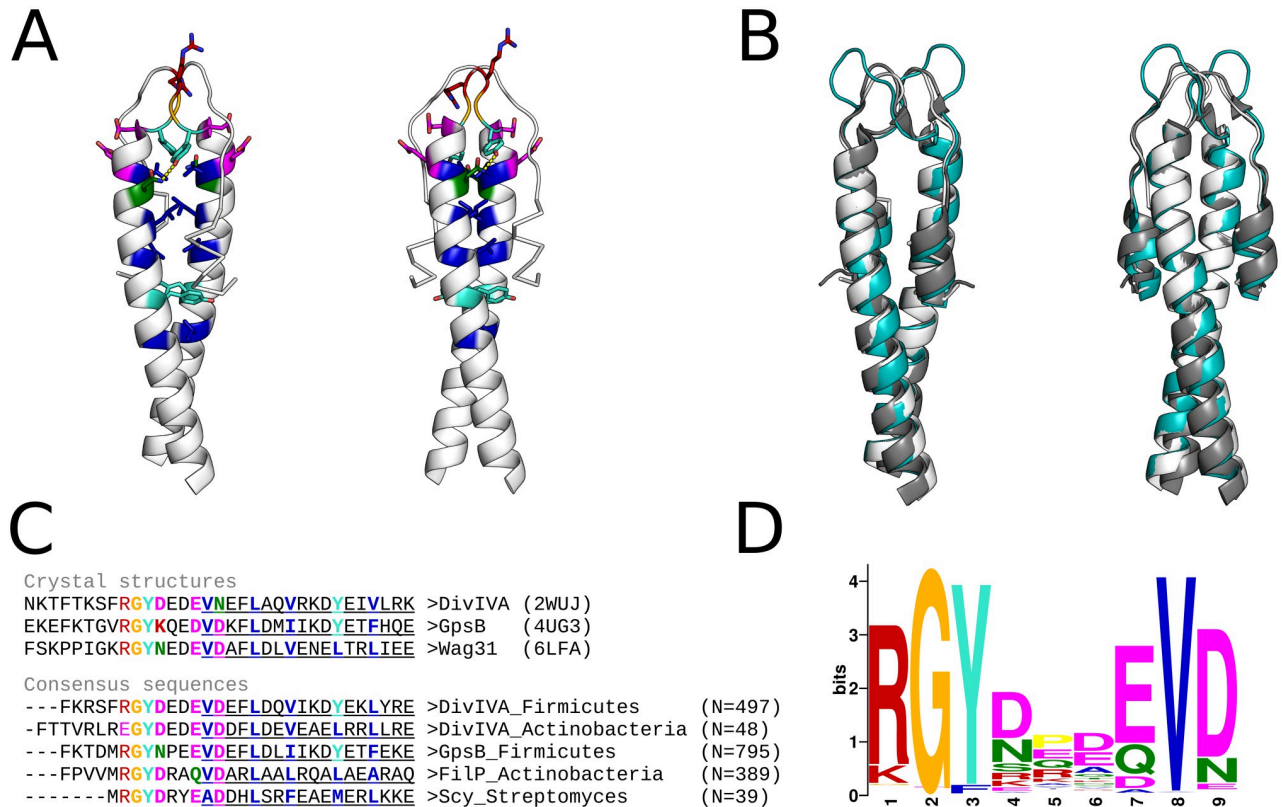 A
B
C
Crystal structures
NKTFTKSFRGYDEDEVNEFLAQVRKDYEIVLRK >DivIVA (2WUJ)
EKEFKTGVRGYKQEDVDKFLDMIIKDYETFHQE >GpsB (4UG3)
FSKPPIGKRGYNEDEVDAFLDLVENELTRLIEE >Wag31 (6LFA)
Consensus sequences
---FKRSFRGYDEDEVDEFLDQVIKDYEKLYRE >DivIVA_Firmicutes (N=497)
-FTTVRLREGYDEDEVDDFLDEVEAELRRLLRE >DivIVA_Actinobacteria (N=48)
---FKTDMRGYNPEEVDEFLDLIIKDYETFEKE >GpsB_Firmicutes (N=795)
---FPVVMRGYDRAQVDARLAALRQALAEARAQ >FilP_Actinobacteria (N=389)
-------MRGYDRYEADDHLSRFEAEMERLKKE >Scy_Streptomyces (N=39)
D
bits
4
3
2
1
0
R G Y D P D E V D
K F N E E Q N
S Q A D E
R R
K K
1 2 3 4 5 6 7 8 9